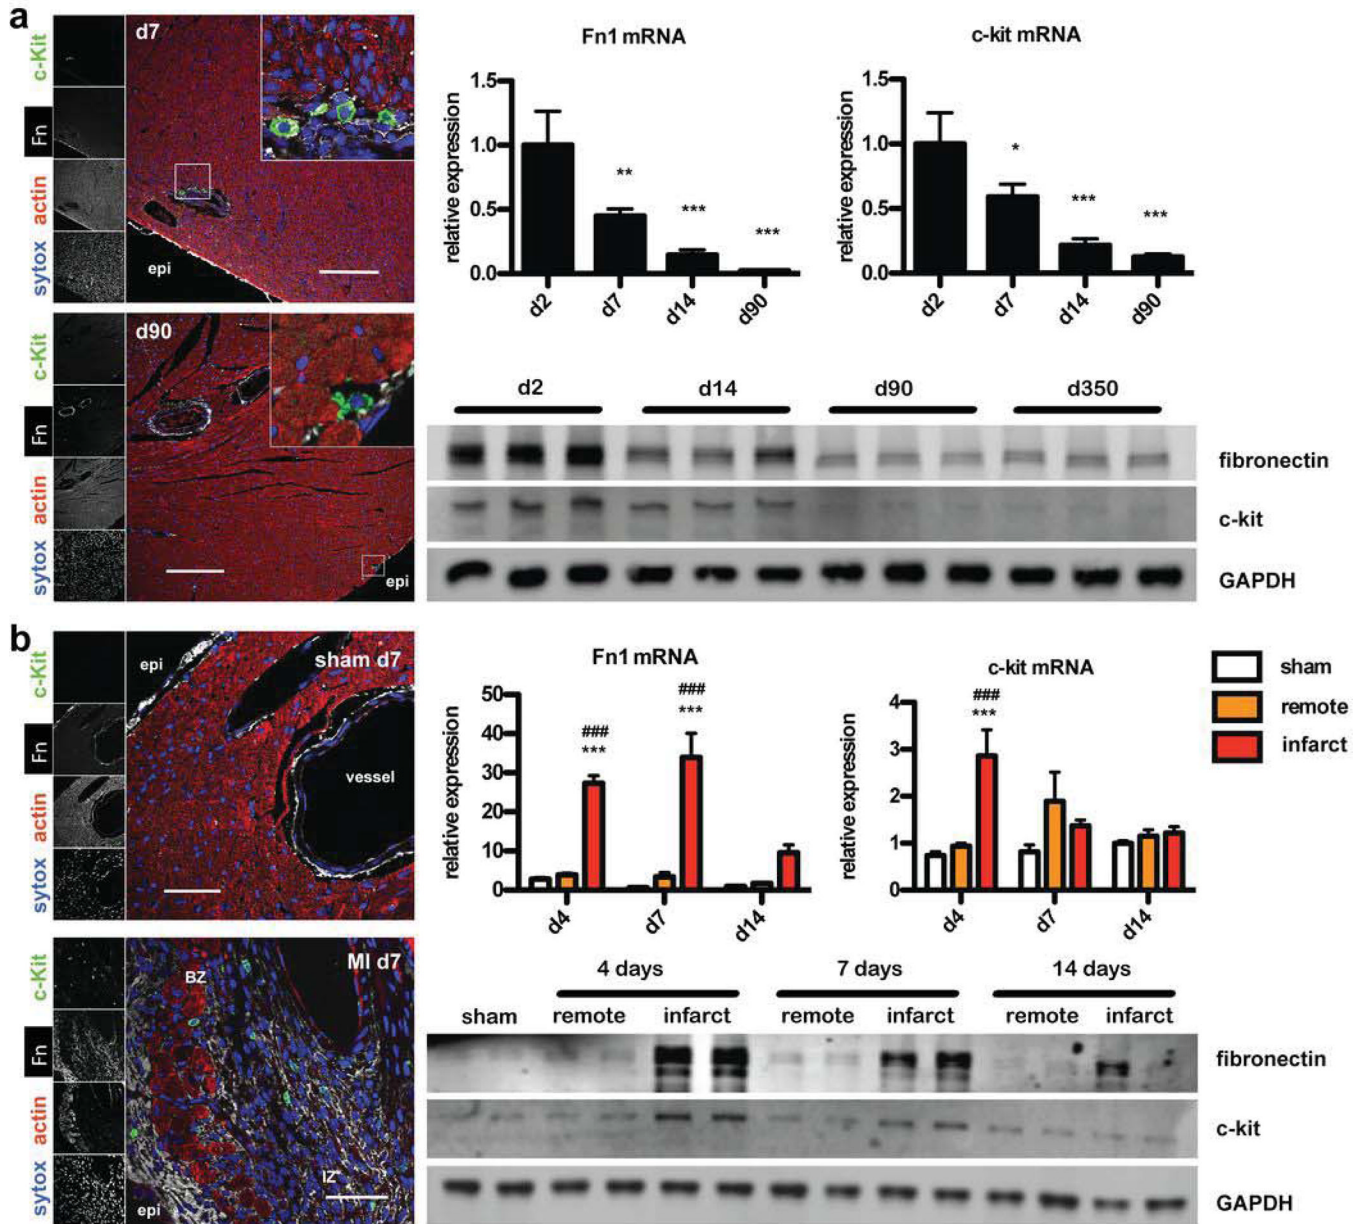 a
c-Kit
Fn
actin
sytox
d7
epi
Fn1 mRNA
relative expression
1.5
1.0
0.5
0.0
**
***
***
d2
d7
d14
d90
c-kit mRNA
relative expression
1.5
1.0
0.5
0.0
*
***
***
d2
d7
d14
d90
c-Kit
Fn
actin
sytox
d90
epi
d2 d14 d90 d350
fibronectin
c-kit
GAPDH
b
c-Kit
Fn
actin
sytox
epi
sham d7
vessel
Fn1 mRNA
relative expression
50
40
30
20
10
0
###
***
###
***
d4
d7
d14
c-kit mRNA
relative expression
4
3
2
1
0
###
***
d4
d7
d14
sham
remote
infarct
c-Kit
Fn
actin
sytox
BZ
MI d7
IZ
epi
4 days 7 days 14 days
sham remote infarct remote infarct remote infarct
fibronectin
c-kit
GAPDH